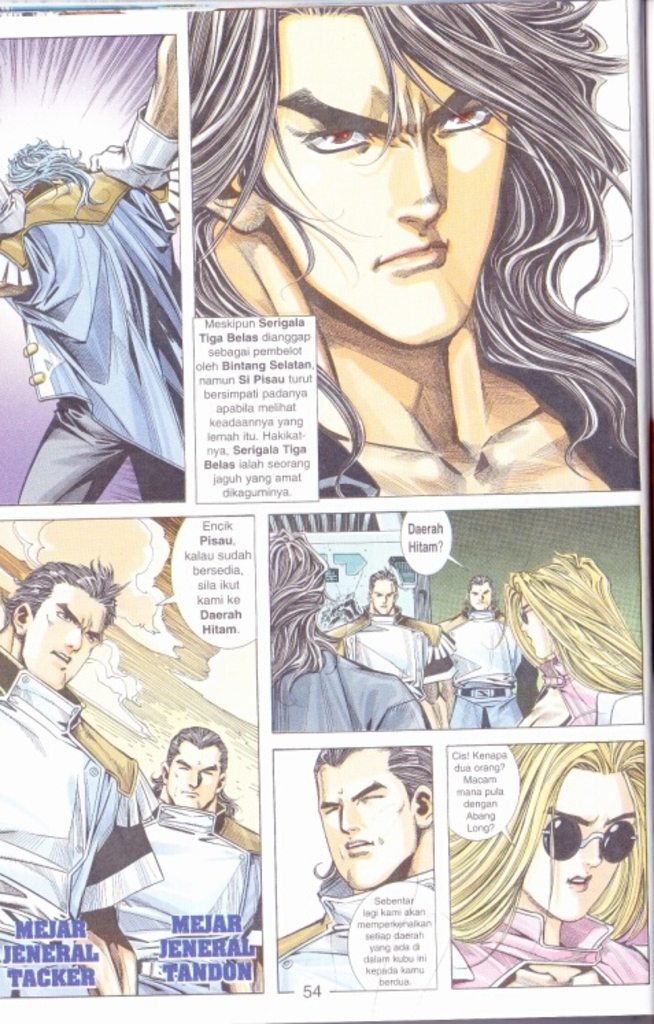 Meskipun Serigala
Tiga Belas dianggap
sebagai pembelot
oleh Bintang Selatan,
namun Si Pisau turut
bersimpati padanya
apabila melihat
keadaannya yang
lemah itu. Hakikat-
nya, Serigala Tiga
Belas ialah seorang
jaguh yang amat
dikaguminya.
Encik
Pisau,
kalau sudah
bersedia,
sila ikut
kami ke
Daerah
Hitam.
MEJAR
JENERAL
TACKER
MEJAR
JENERAL
TANDON
Daerah
Hitam?
Sebentar
lagi kami akan
memperkenalkan
setiap daerah
yang ada di
dalam kubu ini
kepada kamu
berdua.
Cis! Kenapa
dua orang?
Macam
mana pula
dengan
Abang
Long?
54